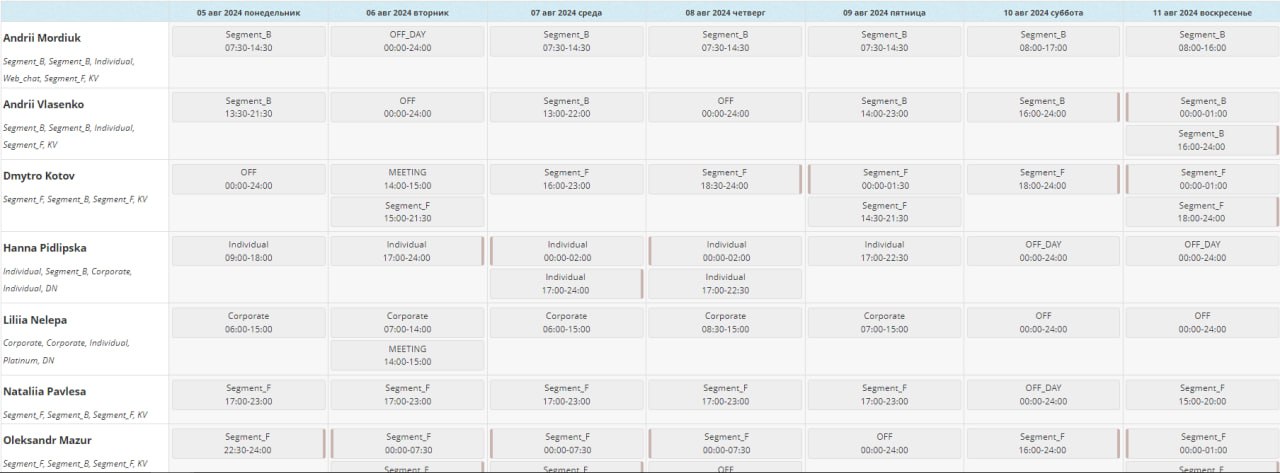 05 авг 2024 понедельник 06 авг 2024 вторник 07 авг 2024 среда 08 авг 2024 четверг 09 авг 2024 пятница 10 авг 2024 суббота 11 авг 2024 воскресенье
Andrii Mordiuk
Segment_B, Segment_B, Individual,
Web_chat, Segment_F, KV
Segment_B
07:30-14:30
OFF_DAY
00:00-24:00
Segment_B
07:30-14:30
Segment_B
07:30-14:30
Segment_B
07:30-14:30
Segment_B
08:00-17:00
Segment_B
08:00-16:00
Andrii Vlasenko
Segment_B, Segment_B, Individual,
Segment_F, KV
Segment_B
13:30-21:30
OFF
00:00-24:00
Segment_B
13:00-22:00
OFF
00:00-24:00
Segment_B
14:00-23:00
Segment_B
16:00-24:00
Segment_B
00:00-01:00
Segment_B
16:00-24:00
Dmytro Kotov
Segment_F, Segment_B, Segment_F, KV
OFF
00:00-24:00
MEETING
14:00-15:00
Segment_F
15:00-21:30
Segment_F
16:00-23:00
Segment_F
18:30-24:00
Segment_F
00:00-01:30
Segment_F
14:30-21:30
Segment_F
18:00-24:00
Segment_F
00:00-01:00
Segment_F
18:00-24:00
Hanna Pidlipska
Individual, Segment_B, Corporate,
Individual, DN
Individual
09:00-18:00
Individual
17:00-24:00
Individual
00:00-02:00
Individual
17:00-24:00
Individual
00:00-02:00
Individual
17:00-22:30
Individual
17:00-22:30
OFF_DAY
00:00-24:00
OFF_DAY
00:00-24:00
Liliia Nelepa
Corporate, Corporate, Individual,
Platinum, DN
Corporate
06:00-15:00
Corporate
07:00-14:00
MEETING
14:00-15:00
Corporate
06:00-15:00
Corporate
08:30-15:00
Corporate
07:00-15:00
OFF
00:00-24:00
OFF
00:00-24:00
Nataliia Pavlesa
Segment_F, Segment_B, Segment_F, KV
Segment_F
17:00-23:00
Segment_F
17:00-23:00
Segment_F
17:00-23:00
Segment_F
17:00-23:00
Segment_F
17:00-23:00
OFF_DAY
00:00-24:00
Segment_F
15:00-20:00
Oleksandr Mazur
Segment_F, Segment_B, Segment_F, KV
Segment_F
22:30-24:00
Segment_F
00:00-07:30
Segment_F
Segment_F
00:00-07:30
Segment_F
Segment_F
00:00-07:30
OFF
OFF
00:00-24:00
Segment_F
16:00-24:00
Segment_F
00:00-01:00
Segment_F